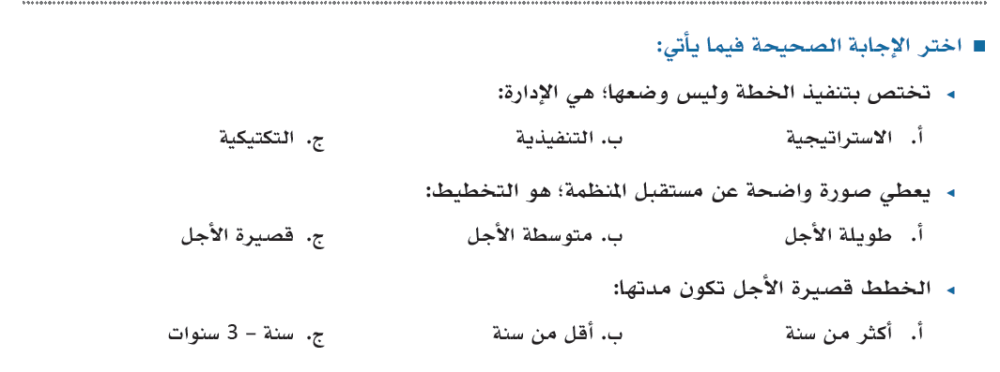 ■ اختر الإجابة الصحيحة فيما يأتي:
◂ تختص بتنفيذ الخطة وليس وضعها؛ هي الإدارة:
أ. الاستراتيجية ب. التنفيذية ج. التكتيكية
◂ يعطي صورة واضحة عن مستقبل المنظمة؛ هو التخطيط:
أ. طويلة الأجل ب. متوسطة الأجل ج. قصيرة الأجل
◂ الخطط قصيرة الأجل تكون مدتها:
أ. أكثر من سنة ب. أقل من سنة ج. سنة – 3 سنوات